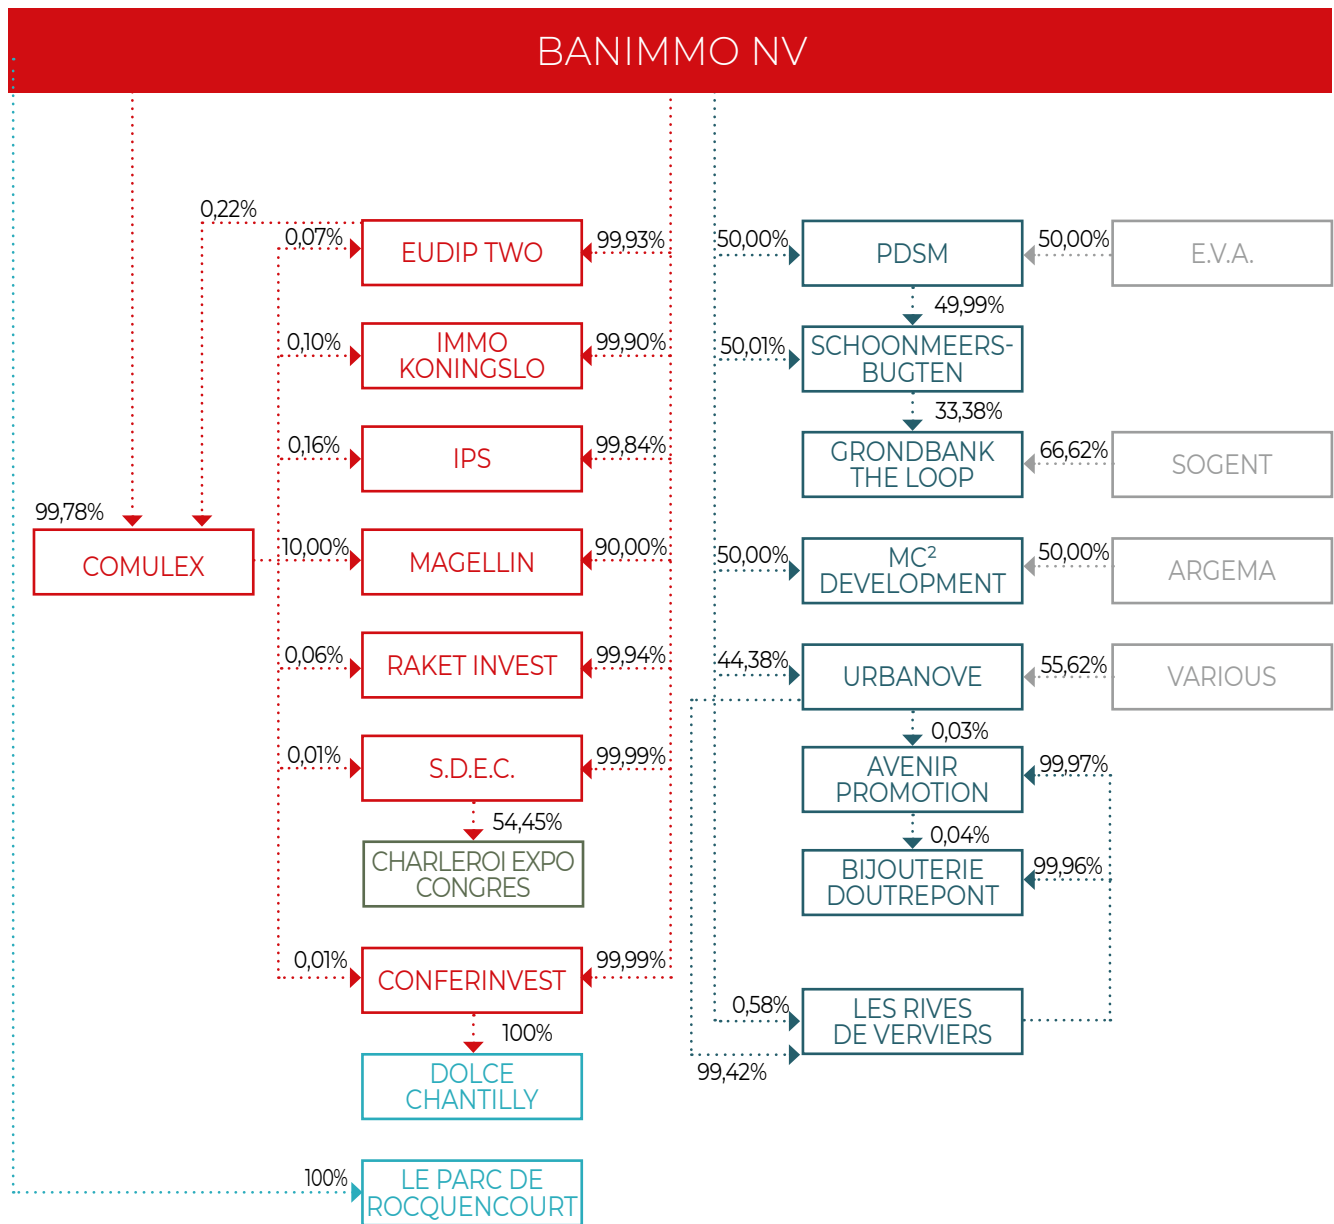 BANIMMO NV
0,22%
0,07%
EUDIP TWO
99,93%
50,00%
PDSM
50,00%
E.V.A.
49,99%
0,10%
IMMO
KONINGSLO
99,90%
50,01%
SCHOONMEERS-
BUGTEN
33,38%
0,16%
IPS
99,84%
GRONDBANK
THE LOOP
66,62%
SOGENT
99,78%
COMULEX
10,00%
MAGELLIN
90,00%
50,00%
MC²
DEVELOPMENT
50,00%
ARGEMA
0,06%
RAKET INVEST
99,94%
44,38%
URBANOVE
55,62%
VARIOUS
0,03%
0,01%
S.D.E.C.
99,99%
AVENIR
PROMOTION
99,97%
54,45%
0,04%
CHARLEROI EXPO
CONGRES
BIJOUTERIE
DOUTREPONT
99,96%
0,01%
CONFERINVEST
99,99%
0,58%
LES RIVES
DE VERVIERS
100%
99,42%
DOLCE
CHANTILLY
100%
LE PARC DE
ROCQUENCOURT